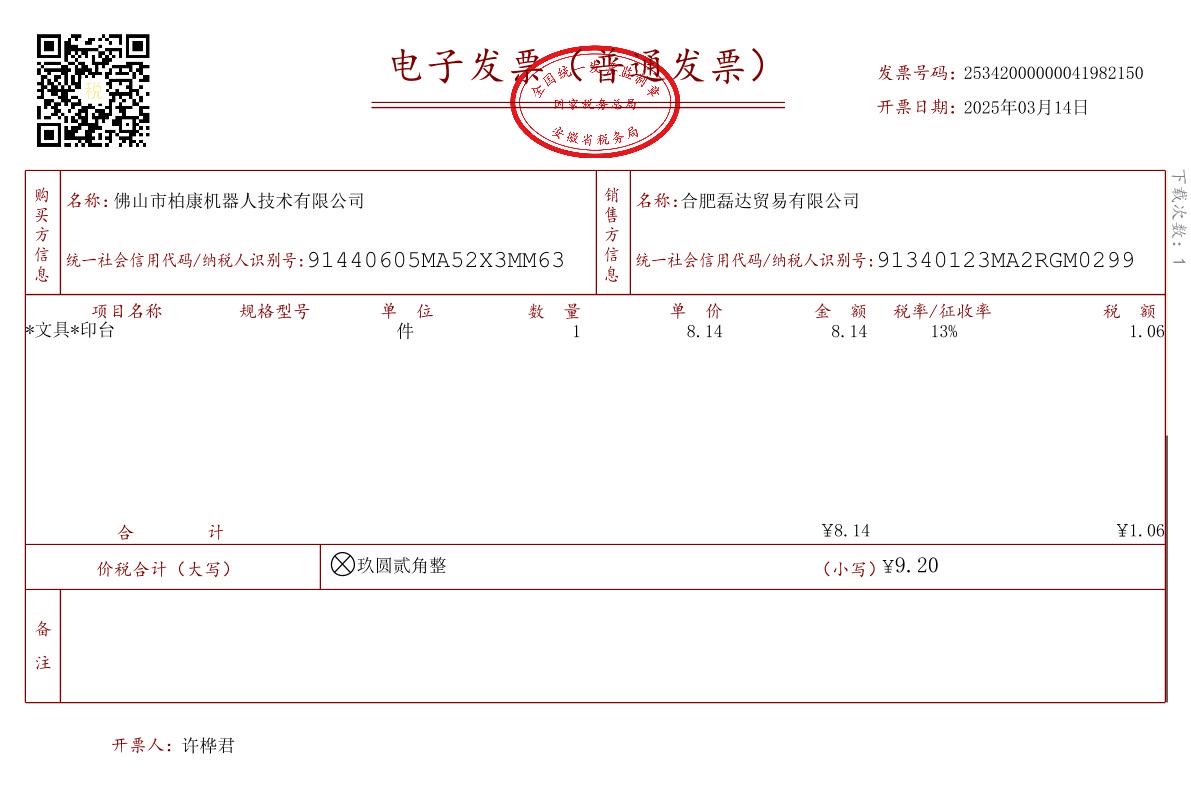 电子发票（普通发票）
全国统一发票监制章
国家税务总局
安徽省税务局
税
发票号码：25342000000041982150
开票日期：2025年03月14日
下载次数：1
购买方信息
名称：佛山市柏康机器人技术有限公司
统一社会信用代码/纳税人识别号：91440605MA52X3MM63
销售方信息
名称：合肥磊达贸易有限公司
统一社会信用代码/纳税人识别号：91340123MA2RGM0299
项目名称 规格型号 单位 数量 单价 金额 税率/征收率 税额
*文具*印台 件 1 8.14 8.14 13% 1.06
合计 ¥8.14 ¥1.06
价税合计（大写） ⊗玖圆贰角整 （小写）¥9.20
备注
开票人：许桦君